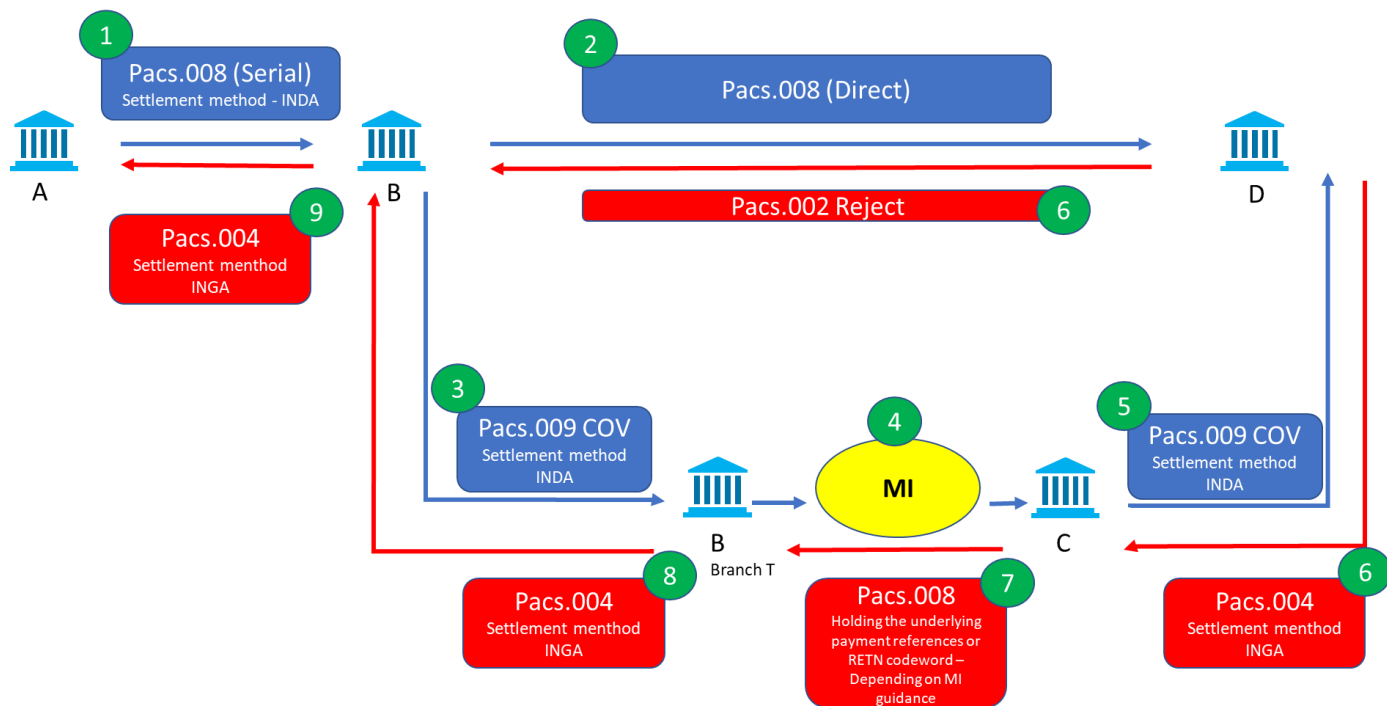 1
Pacs.008 (Serial)
Settlement method - INDA
2
Pacs.008 (Direct)
A
B
D
Pacs.002 Reject
6
9
Pacs.004
Settlement menthod
INGA
3
Pacs.009 COV
Settlement method
INDA
4
MI
5
Pacs.009 COV
Settlement method
INDA
B
Branch T
C
8
Pacs.004
Settlement menthod
INGA
7
Pacs.008
Holding the underlying
payment references or
RETN codeword –
Depending on MI
guidance
6
Pacs.004
Settlement menthod
INGA